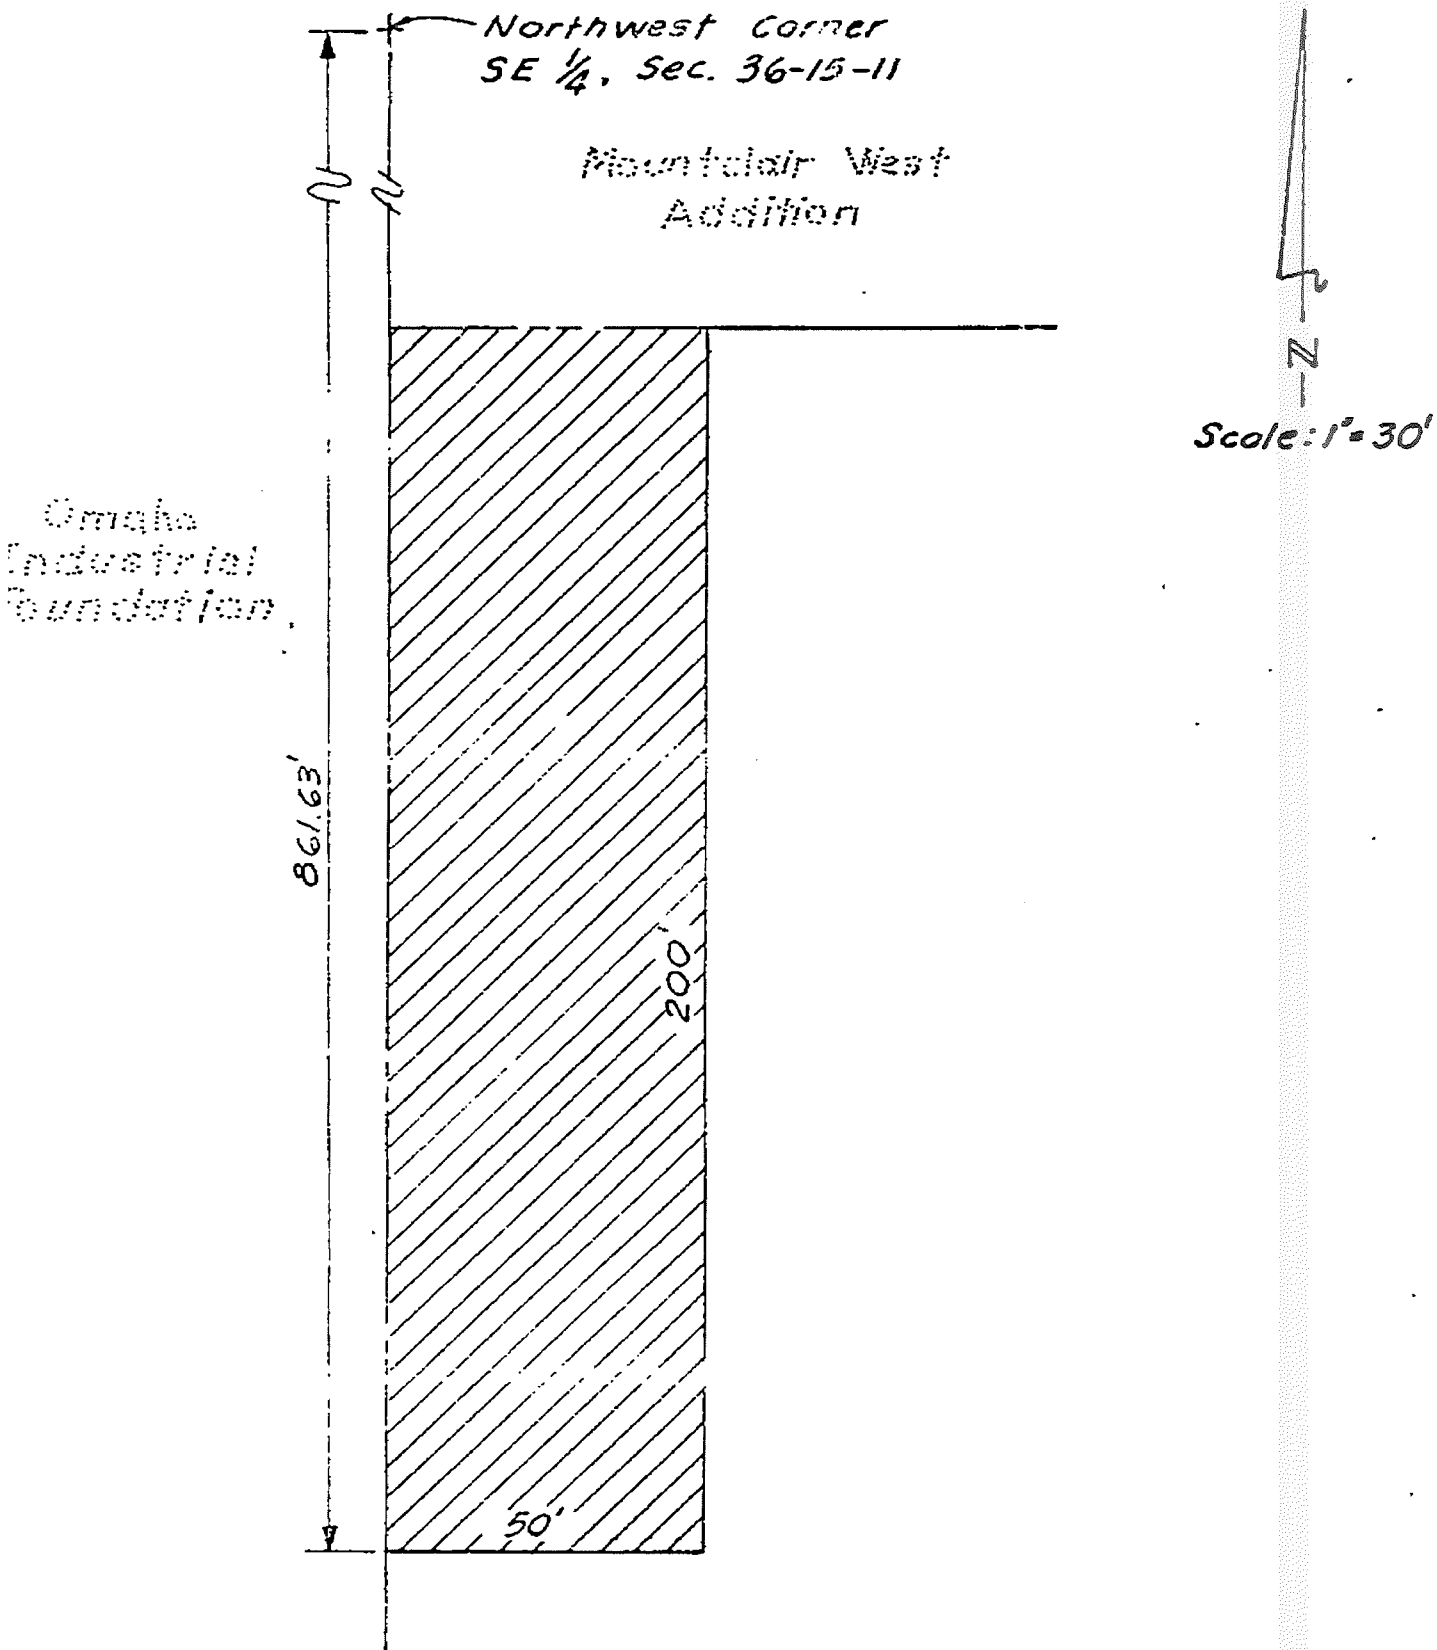 Northwest Corner
SE 1/4, Sec. 36-15-11
Mountclair West
Addition
N
Scale: 1" = 30'
Omaha
Industrial
Foundation
861.63'
200'
50'